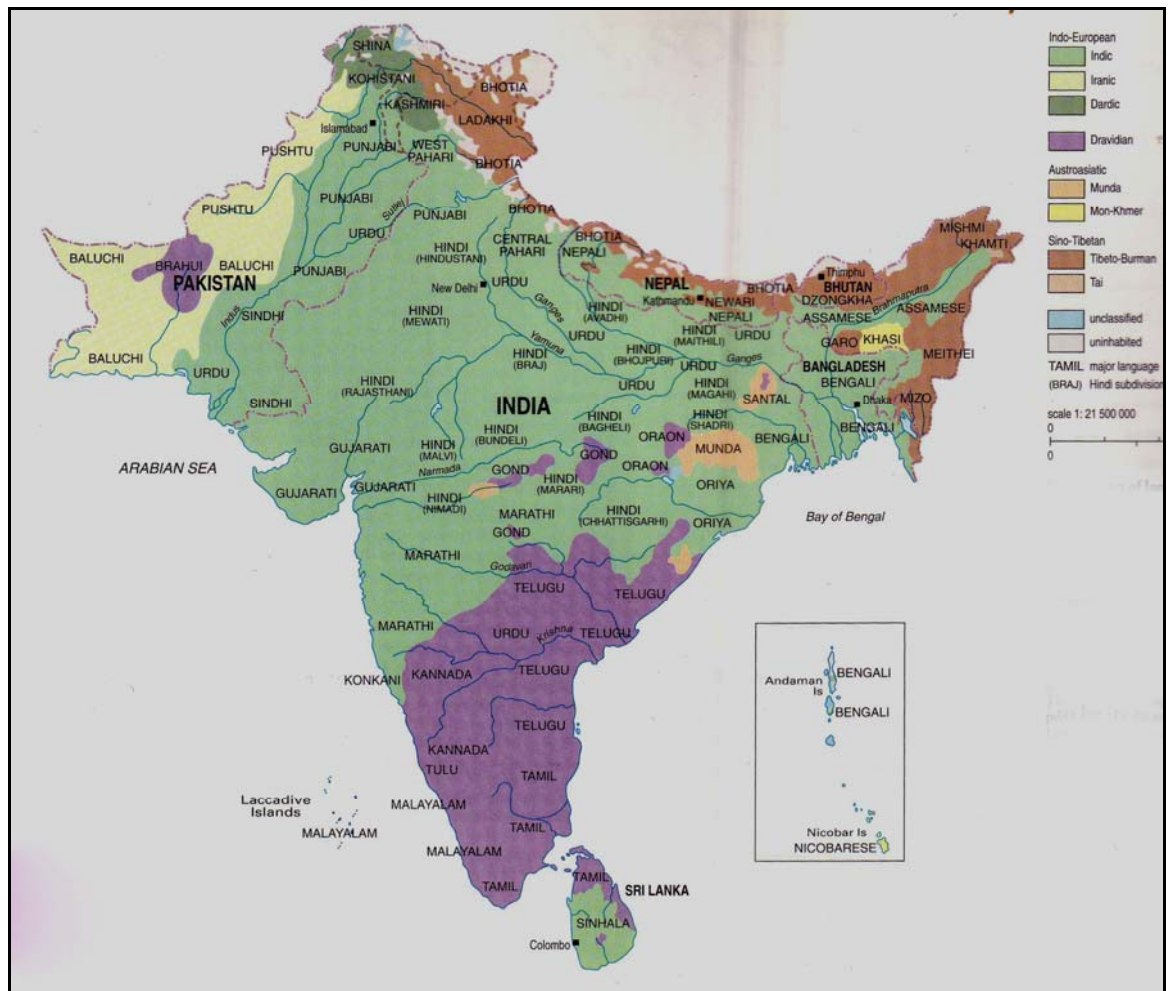 SHINA
KOHISTANI
KASHMIRI
BHOTIA
LADAKHI
Islamabad
PUSHTU
PUNJABI
WEST
PAHARI
BHOTIA
PUSHTU
PUNJABI
Sutlej
PUNJABI
BHOTIA
URDU
BALUCHI
BRAHUI
BALUCHI
PAKISTAN
PUNJABI
HINDI
(HINDUSTANI)
CENTRAL
PAHARI
BHOTIA
NEPALI
New Delhi
URDU
NEPAL
Kathmandu
NEWARI
NEPALI
BHOTIA
Thimphu
BHUTAN
DZONGKHA
ASSAMESE
Brahmaputra
ASSAMESE
MISHMI
KHAMTI
Indus
SINDHI
HINDI
(MEWATI)
Ganges
HINDI
(AVADHI)
URDU
HINDI
(MAITHILI)
URDU
GARO
KHASI
MEITHEI
BALUCHI
URDU
SINDHI
HINDI
(RAJASTHANI)
HINDI
(BRAJ)
Yamuna
HINDI
(BHOJPURI)
URDU
Ganges
URDU
HINDI
(MAGAHI)
SANTAL
BANGLADESH
BENGALI
Dhaka
MIZO
INDIA
GUJARATI
HINDI
(MALVI)
HINDI
(BUNDELI)
HINDI
(BAGHELI)
HINDI
(SHADRI)
ORAON
MUNDA
BENGALI
BENGALI
ARABIAN SEA
Narmada
GOND
GOND
ORAON
GUJARATI
GUJARATI
HINDI
(NIMADI)
HINDI
(MARARI)
ORIYA
MARATHI
GOND
HINDI
(CHHATTISGARHI)
ORIYA
Bay of Bengal
MARATHI
Godavari
TELUGU
TELUGU
MARATHI
URDU
Krishna
TELUGU
KONKANI
KANNADA
TELUGU
TELUGU
KANNADA
TULU
TAMIL
Laccadive
Islands
MALAYALAM
MALAYALAM
TAMIL
MALAYALAM
TAMIL
TAMIL
SRI LANKA
SINHALA
Colombo
Andaman
Is
BENGALI
BENGALI
Nicobar Is
NICOBARESE
Indo-European
Indic
Iranic
Dardic
Dravidian
Austroasiatic
Munda
Mon-Khmer
Sino-Tibetan
Tibeto-Burman
Tai
unclassified
uninhabited
TAMIL major language
(BRAJ) Hindi subdivision
scale 1: 21 500 000
0
0